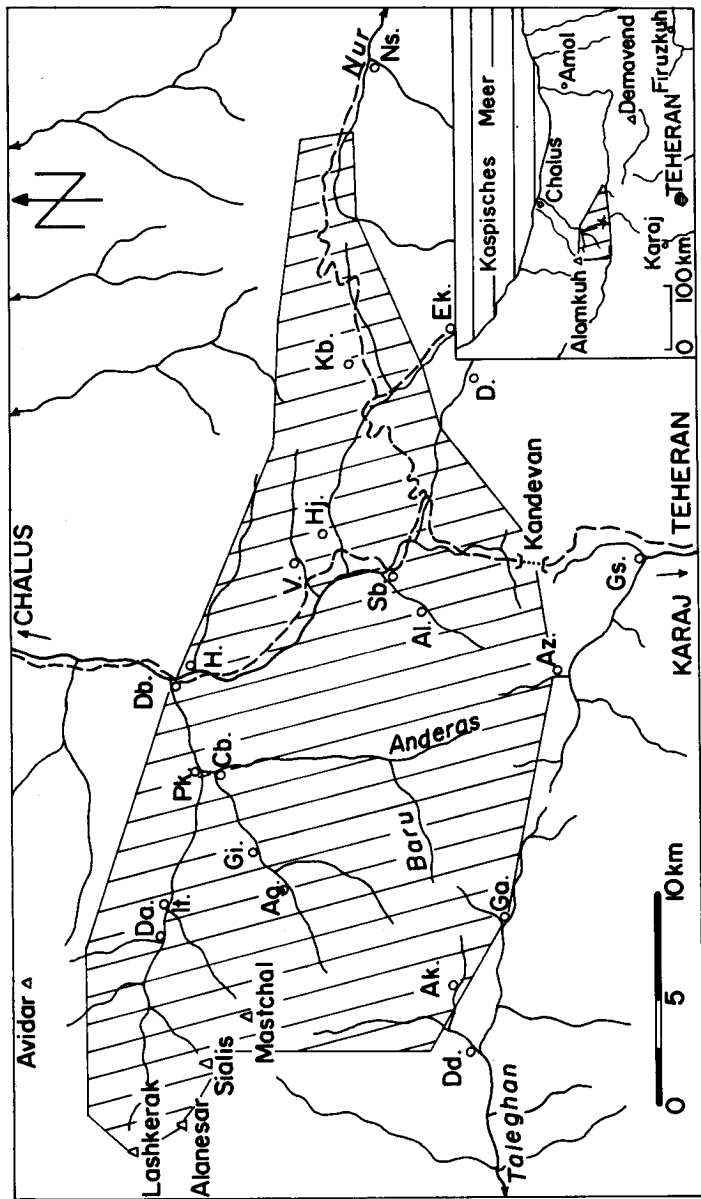 Avidar
CHALUS
N
Nur
Ns.
Lashkerak
Alanesar
Sialis
Mastchal
Da.
It.
Pk.
Cb.
Db.
H.
V.
Hj.
Kb.
Gi.
Ag.
Anderas
Baru
Sb.
Al.
Ek.
D.
Ak.
Dd.
Ga.
Az.
Kandevan
Gs.
Taleghan
KARAJ
TEHERAN
0 5 10km
Kaspisches Meer
Chalus
Amol
Alamkuh
Demavend
Karaj
Firuzkuh
TEHERAN
0 100km